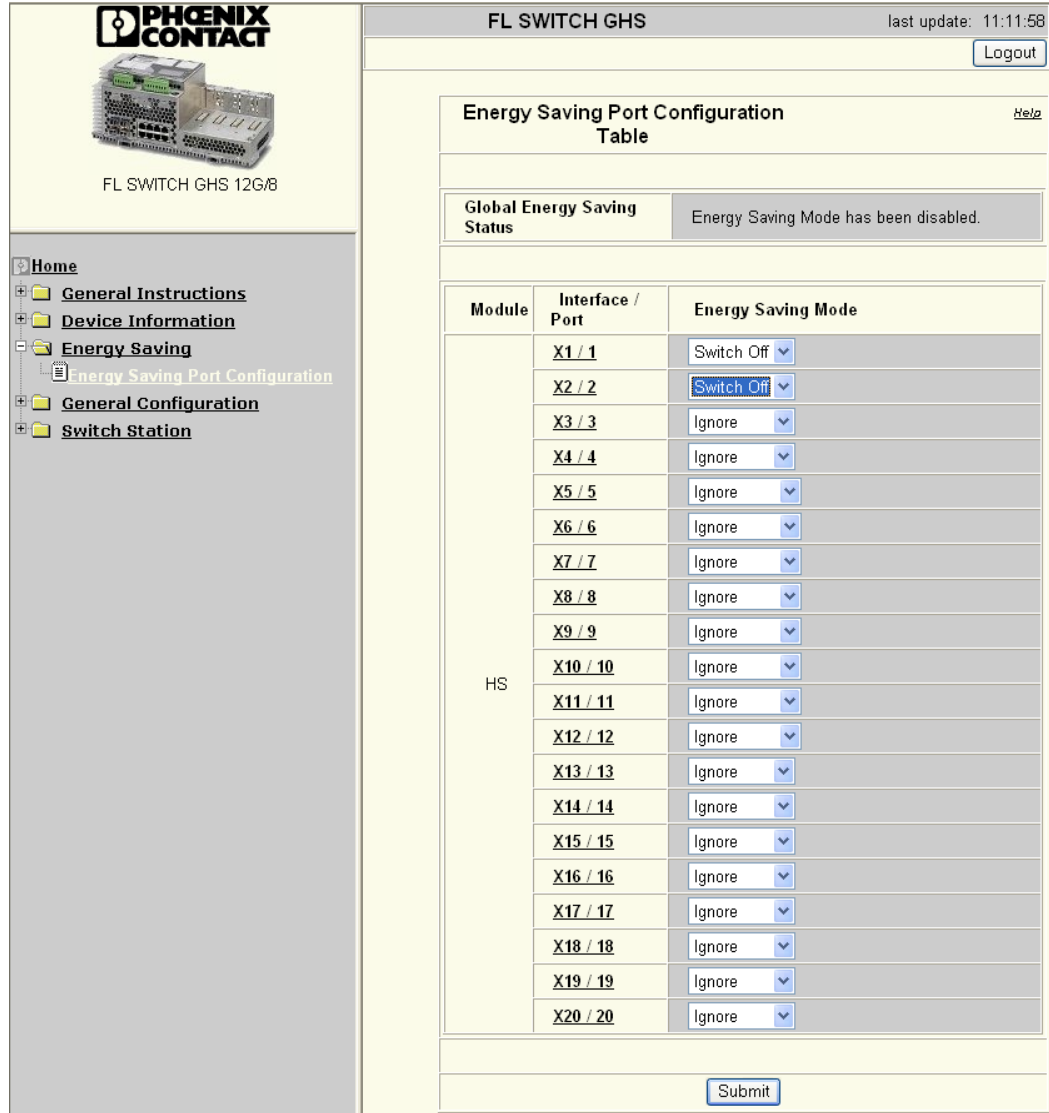 PHŒNIX
CONTACT
FL SWITCH GHS 12G/8
Home
General Instructions
Device Information
Energy Saving
Energy Saving Port Configuration
General Configuration
Switch Station
FL SWITCH GHS
last update: 11:11:58
Logout
Energy Saving Port Configuration
Table
Help
Global Energy Saving
Status
Energy Saving Mode has been disabled.
Module
Interface /
Port
Energy Saving Mode
HS
X1 / 1 Switch Off
X2 / 2 Switch Off
X3 / 3 Ignore
X4 / 4 Ignore
X5 / 5 Ignore
X6 / 6 Ignore
X7 / 7 Ignore
X8 / 8 Ignore
X9 / 9 Ignore
X10 / 10 Ignore
X11 / 11 Ignore
X12 / 12 Ignore
X13 / 13 Ignore
X14 / 14 Ignore
X15 / 15 Ignore
X16 / 16 Ignore
X17 / 17 Ignore
X18 / 18 Ignore
X19 / 19 Ignore
X20 / 20 Ignore
Submit